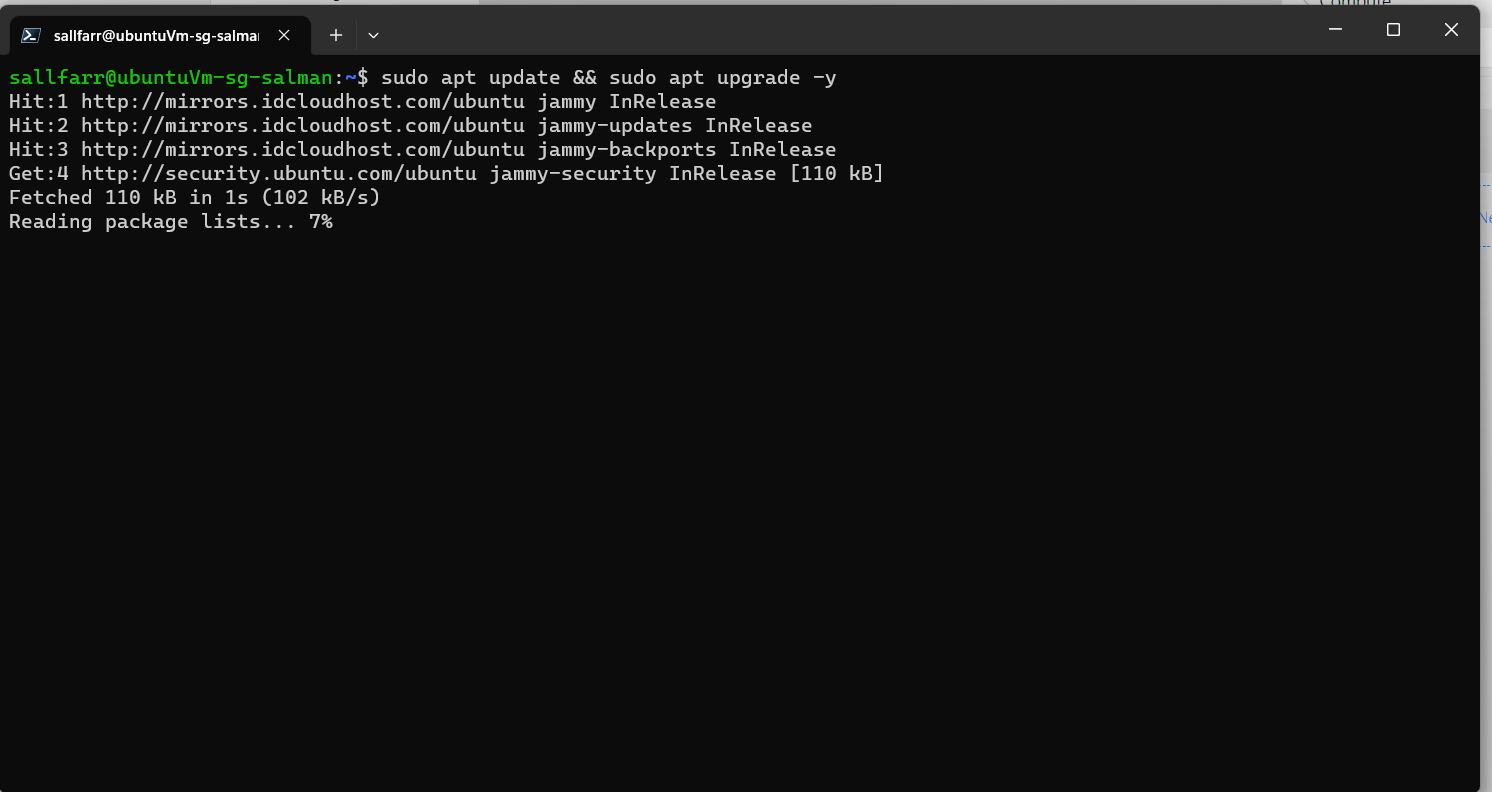 Compute
sallfarr@ubuntuVm-sg-salma
sallfarr@ubuntuVm-sg-salman:~$ sudo apt update && sudo apt upgrade -y
Hit:1 http://mirrors.idcloudhost.com/ubuntu jammy InRelease
Hit:2 http://mirrors.idcloudhost.com/ubuntu jammy-updates InRelease
Hit:3 http://mirrors.idcloudhost.com/ubuntu jammy-backports InRelease
Get:4 http://security.ubuntu.com/ubuntu jammy-security InRelease [110 kB]
Fetched 110 kB in 1s (102 kB/s)
Reading package lists... 7%